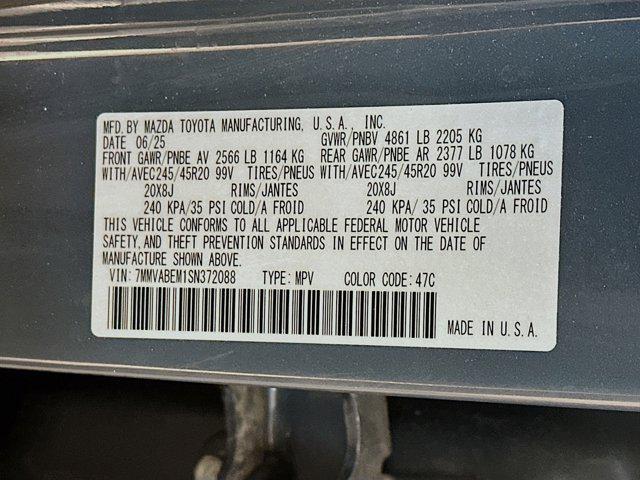 MFD. BY MAZDA TOYOTA MANUFACTURING, U.S.A., INC.
DATE 06/25 GVWR/PNBV 4861 LB 2205 KG
FRONT GAWR/PNBE AV 2566 LB 1164 KG REAR GAWR/PNBE AR 2377 LB 1078 KG
WITH/AVEC245/45R20 99V TIRES/PNEUS WITH/AVEC245/45R20 99V TIRES/PNEUS
20X8J RIMS/JANTES 20X8J RIMS/JANTES
240 KPA/35 PSI COLD/A FROID 240 KPA/ 35 PSI COLD/A FROID
THIS VEHICLE CONFORMS TO ALL APPLICABLE FEDERAL MOTOR VEHICLE
SAFETY, AND THEFT PREVENTION STANDARDS IN EFFECT ON THE DATE OF
MANUFACTURE SHOWN ABOVE.
VIN: 7MMVABEM1SN372088 TYPE: MPV COLOR CODE: 47C
MADE IN U.S.A.